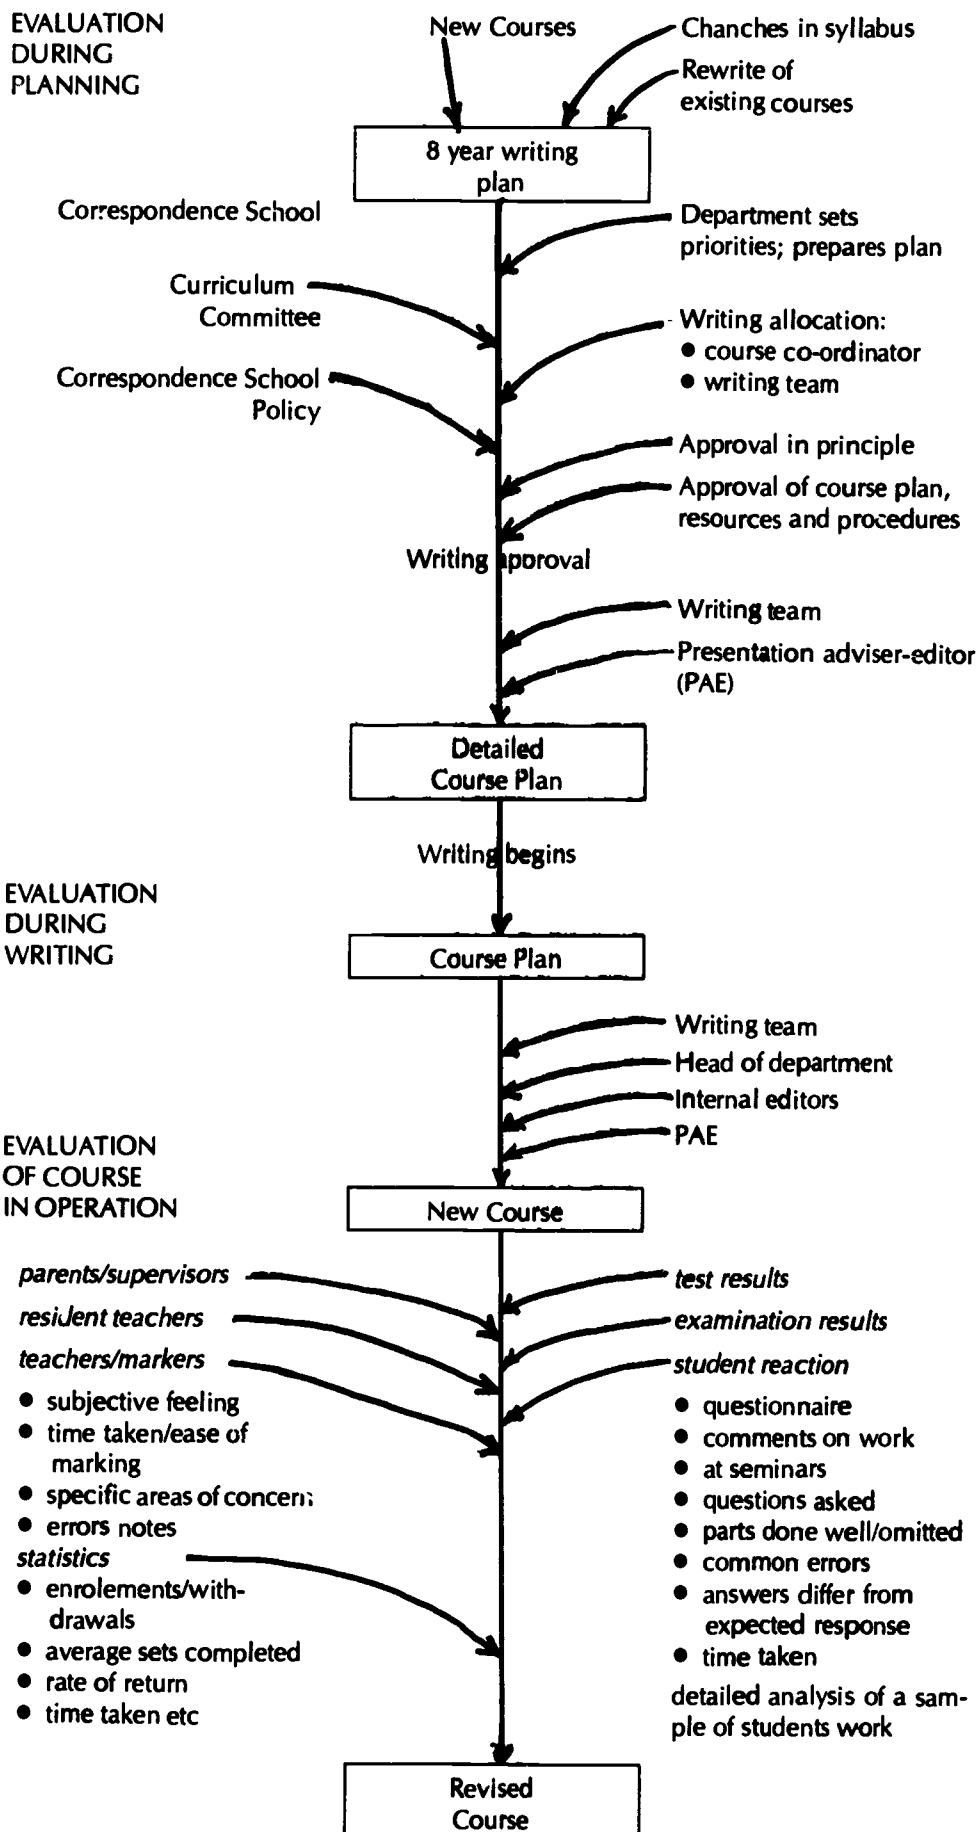 EVALUATION
DURING
PLANNING
New Courses
Chanches in syllabus
Rewrite of
existing courses
8 year writing
plan
Correspondence School
Department sets
priorities; prepares plan
Curriculum
Committee
Writing allocation:
● course co-ordinator
● writing team
Correspondence School
Policy
Approval in principle
Approval of course plan,
resources and procedures
Writing approval
Writing team
Presentation adviser-editor
(PAE)
Detailed
Course Plan
Writing begins
EVALUATION
DURING
WRITING
Course Plan
Writing team
Head of department
Internal editors
PAE
EVALUATION
OF COURSE
IN OPERATION
New Course
parents/supervisors
resident teachers
teachers/markers
● subjective feeling
● time taken/ease of
marking
● specific areas of concern
● errors notes
statistics
● enrolements/with-
drawals
● average sets completed
● rate of return
● time taken etc
test results
examination results
student reaction
● questionnaire
● comments on work
● at seminars
● questions asked
● parts done well/omitted
● common errors
● answers differ from
expected response
● time taken
detailed analysis of a sam-
ple of students work
Revised
Course